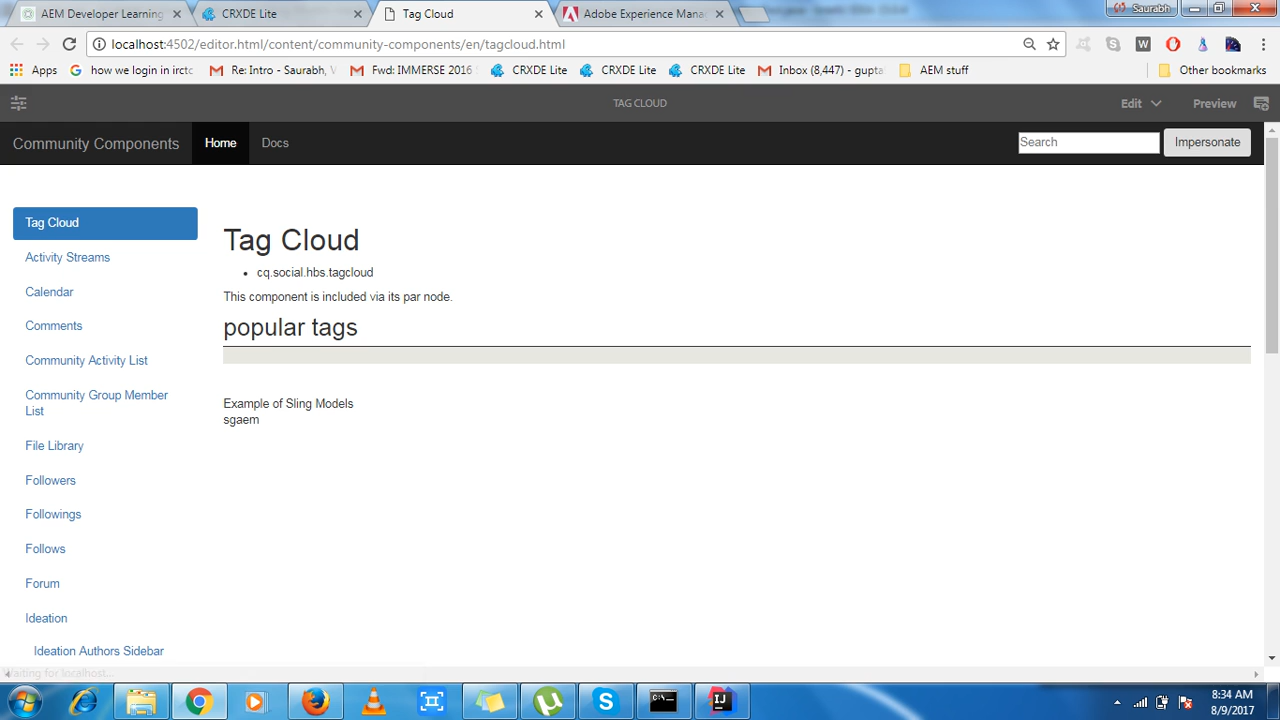 AEM Developer Learning
CRXDE Lite
Tag Cloud
Adobe Experience Mana
Saurabh
localhost:4502/editor.html/content/community-components/en/tagcloud.html
Apps
how we login in irctc
Re: Intro - Saurabh, V
Fwd: IMMERSE 2016
CRXDE Lite
CRXDE Lite
CRXDE Lite
Inbox (8,447) - gupta
AEM stuff
Other bookmarks
TAG CLOUD
Edit
Preview
Community Components
Home
Docs
Search
Impersonate
Tag Cloud
Activity Streams
Calendar
Comments
Community Activity List
Community Group Member
List
File Library
Followers
Followings
Follows
Forum
Ideation
Ideation Authors Sidebar
Tag Cloud
• cq.social.hbs.tagcloud
This component is included via its par node.
popular tags
Example of Sling Models
sgaem
Waiting for localhost...
8:34 AM
8/9/2017